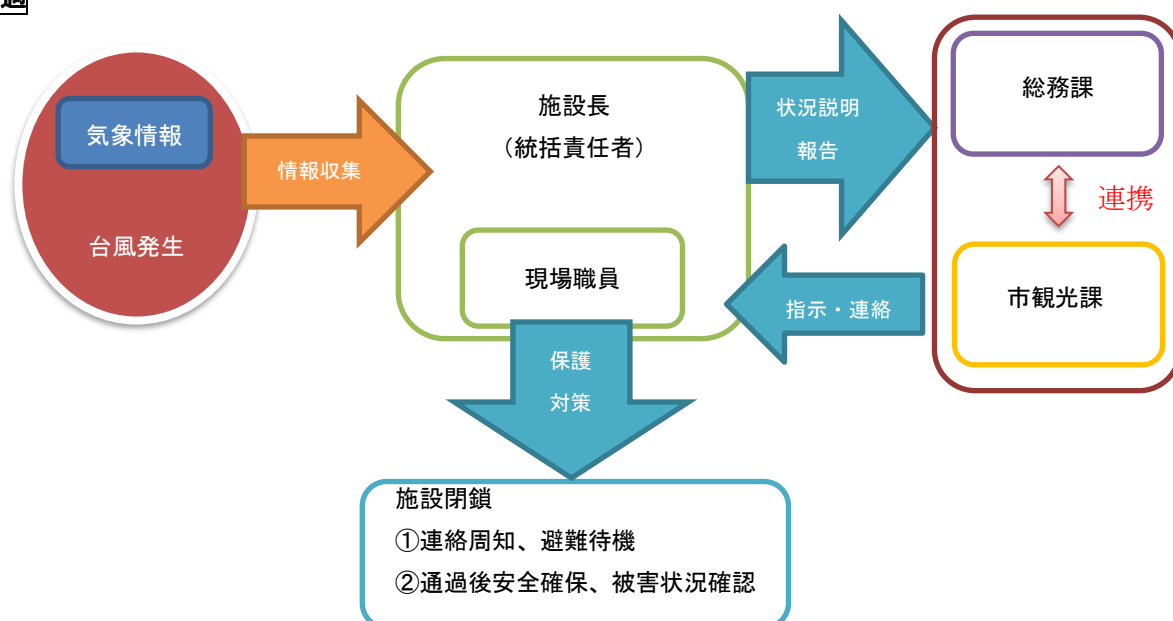 気象情報
台風発生
情報収集
施設長
（統括責任者）
現場職員
状況説明
報告
指示・連絡
総務課
連携
市観光課
保護
対策
施設閉鎖
①連絡周知、避難待機
②通過後安全確保、被害状況確認